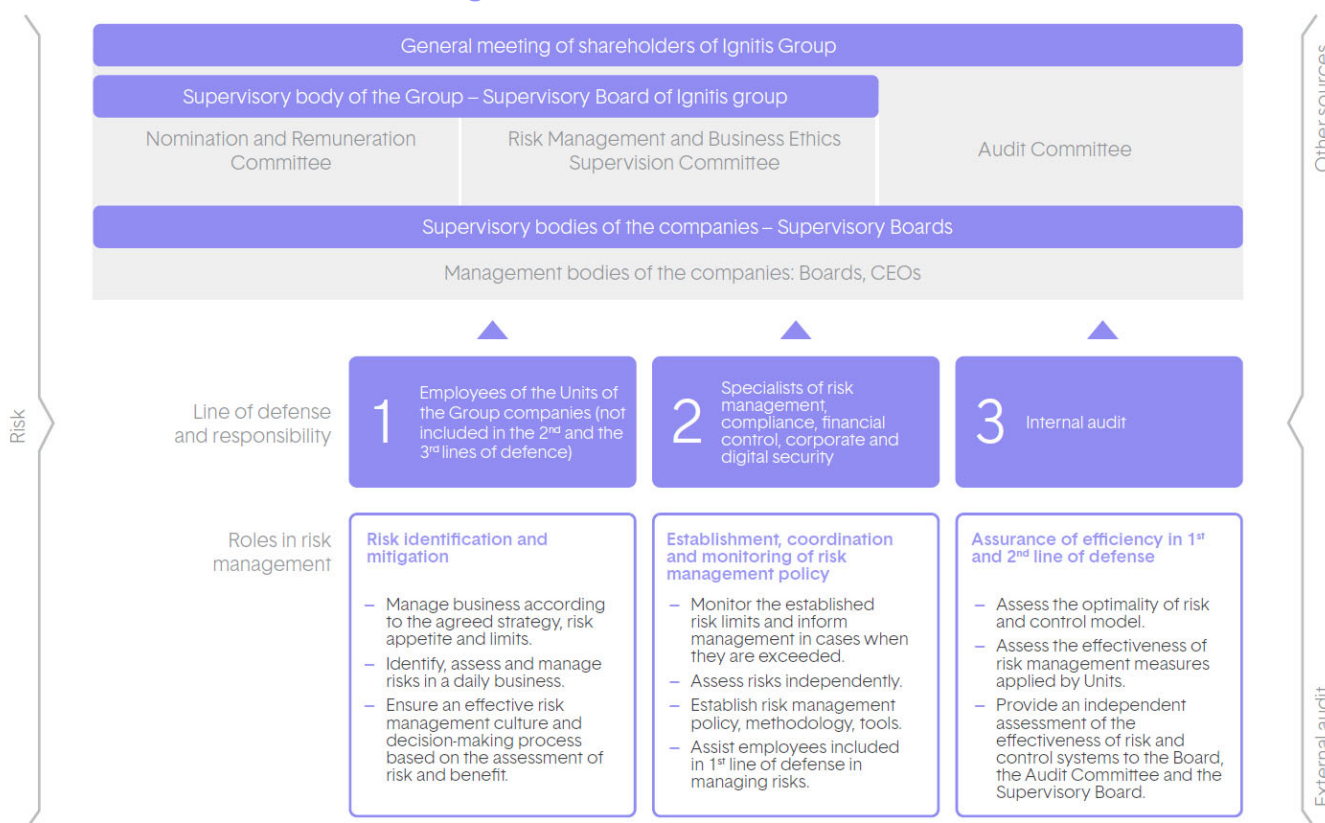 General meeting of shareholders of Ignitis Group
Supervisory body of the Group – Supervisory Board of Ignitis group
Nomination and Remuneration
Committee
Risk Management and Business Ethics
Supervision Committee
Audit Committee
Supervisory bodies of the companies – Supervisory Boards
Management bodies of the companies: Boards, CEOs
Risk
Other sources
External audit
Line of defense
and responsibility
1
Employees of the Units of
the Group companies (not
included in the 2nd and the
3rd lines of defence)
2
Specialists of risk
management,
compliance, financial
control, corporate and
digital security
3
Internal audit
Roles in risk
management
Risk identification and
mitigation
– Manage business according
to the agreed strategy, risk
appetite and limits.
– Identify, assess and manage
risks in a daily business.
– Ensure an effective risk
management culture and
decision-making process
based on the assessment of
risk and benefit.
Establishment, coordination
and monitoring of risk
management policy
– Monitor the established
risk limits and inform
management in cases when
they are exceeded.
– Assess risks independently.
– Establish risk management
policy, methodology, tools.
– Assist employees included
in 1st line of defense in
managing risks.
Assurance of efficiency in 1st
and 2nd line of defense
– Assess the optimality of risk
and control model.
– Assess the effectiveness of
risk management measures
applied by Units.
– Provide an independent
assessment of the
effectiveness of risk and
control systems to the Board,
the Audit Committee and the
Supervisory Board.